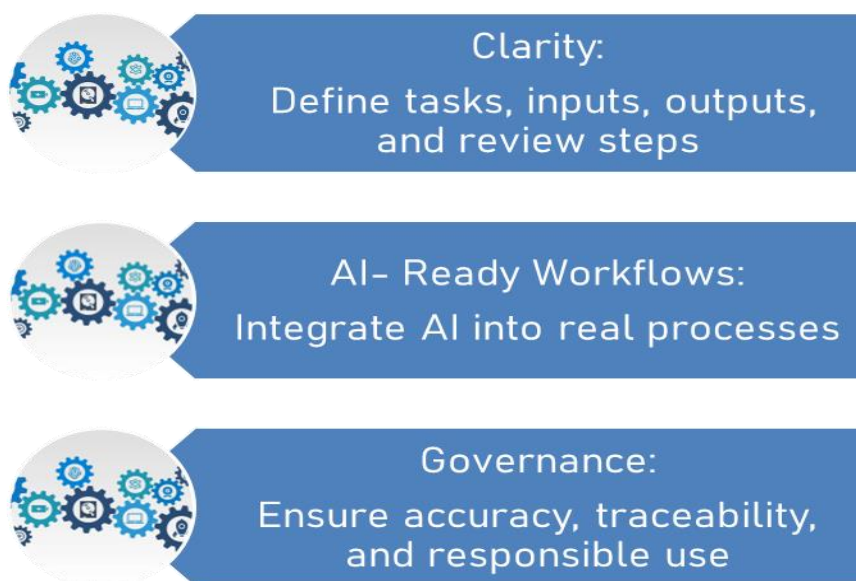 Clarity:
Define tasks, inputs, outputs,
and review steps
AI- Ready Workflows:
Integrate AI into real processes
Governance:
Ensure accuracy, traceability,
and responsible use